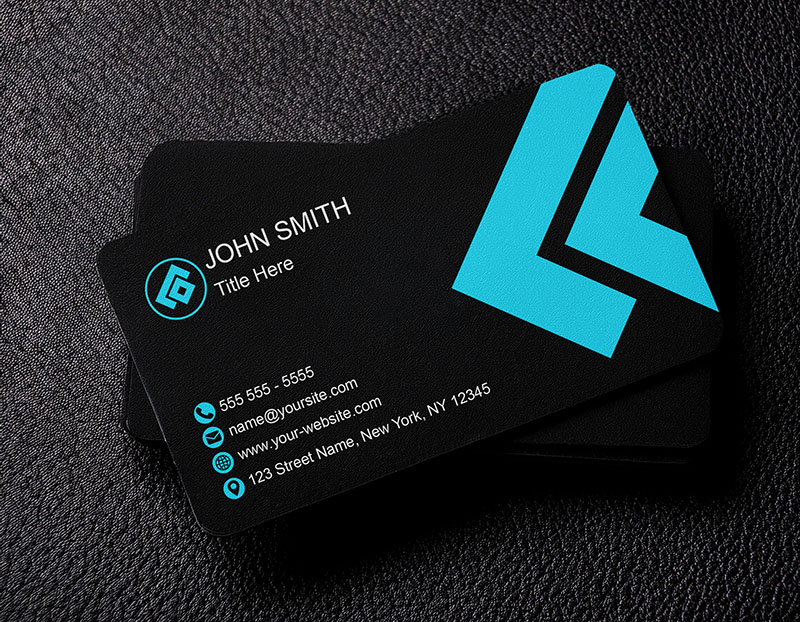 JOHN SMITH
Title Here
555 555 - 5555
name@yoursite.com
www.your-website.com
123 Street Name, New York, NY 12345